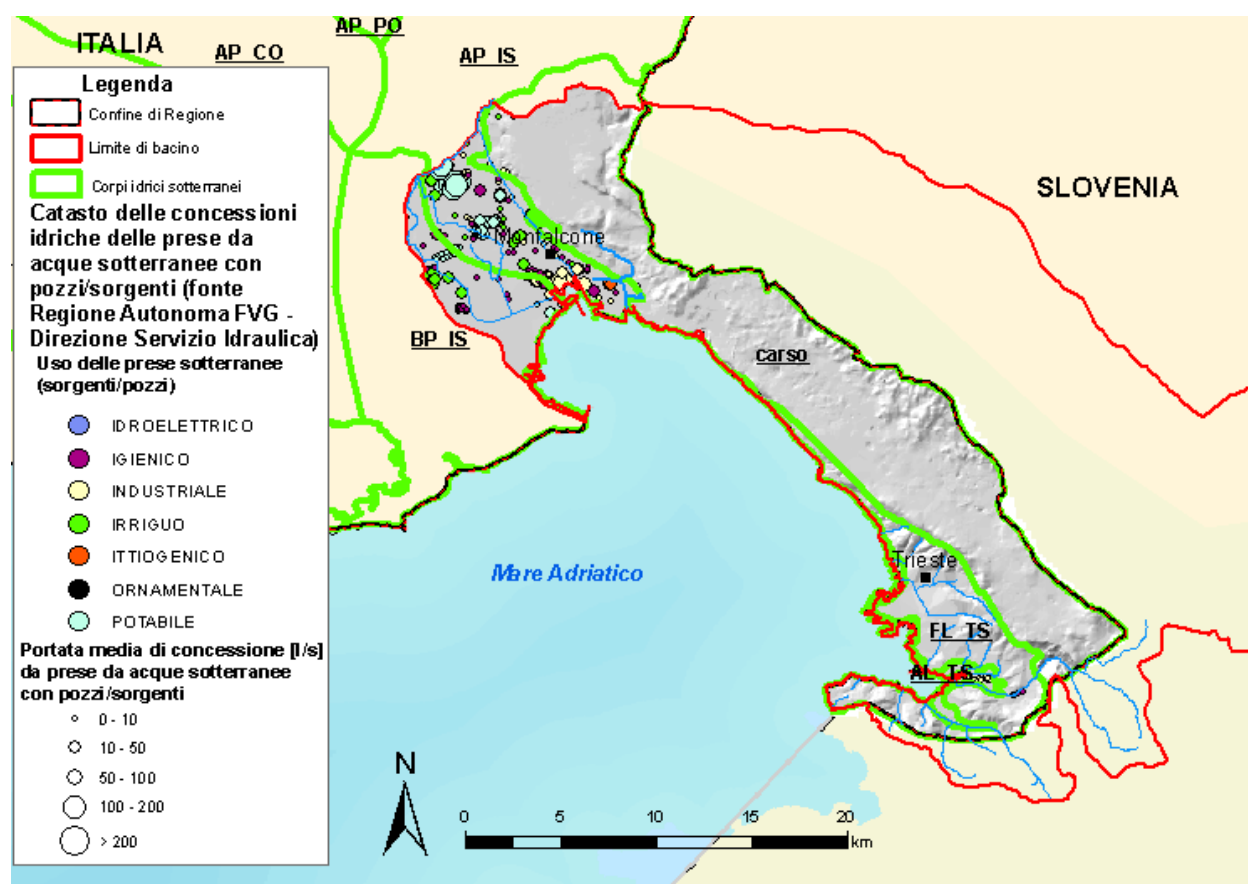 AP_PO
ITALIA
AP_CO
AP_IS
Legenda
Confine di Regione
Limite di bacino
Corpi idrici sotterranei
Catasto delle concessioni
idriche delle prese da
acque sotterranee con
pozzi/sorgenti (fonte
Regione Autonoma FVG -
Direzione Servizio Idraulica)
Uso delle prese sotterranee
(sorgenti/pozzi)
IDROELETTRICO
IGIENICO
INDUSTRIALE
IRRIGUO
ITTIOGENICO
ORNAMENTALE
POTABILE
Portata media di concessione [l/s]
da prese da acque sotterranee
con pozzi/sorgenti
0 - 10
10 - 50
50 - 100
100 - 200
> 200
SLOVENIA
Monfalcone
BP_IS
carso
Mare Adriatico
Trieste
FL_TS
AL_TS
N
0 5 10 15 20
km